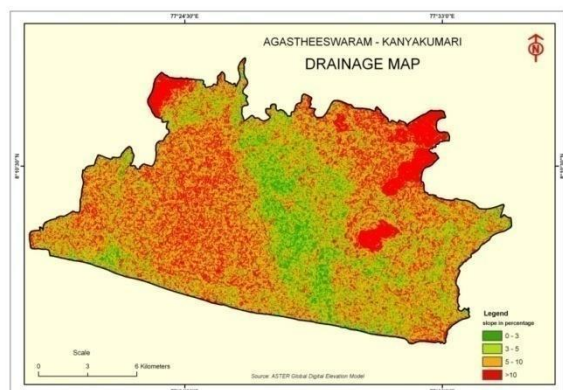 77°24'30"E
77°33'0"E
AGASTHEESWARAM - KANYAKUMARI
DRAINAGE MAP
N
Legend
slope in percentage
0 - 3
3 - 5
5 - 10
>10
Scale
0 3 6 Kilometers
Source: ASTER Global Digital Elevation Model